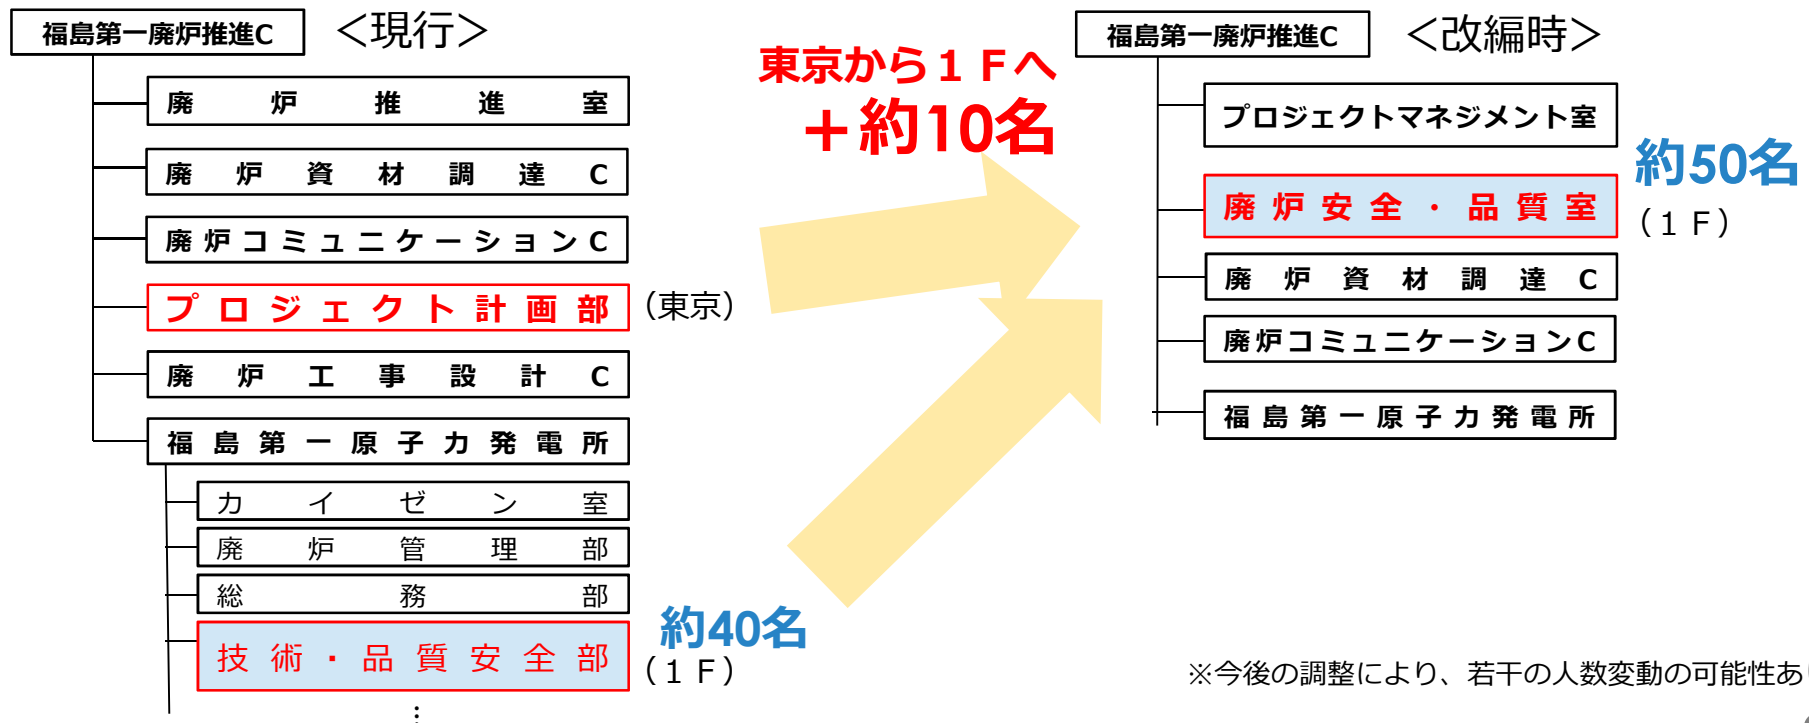 福島第一廃炉推進C
＜現行＞
廃炉推進室
廃炉資材調達C
廃炉コミュニケーションC
プロジェクト計画部
（東京）
廃炉工事設計C
福島第一原子力発電所
カイゼン室
廃炉管理部
総務部
技術・品質安全部
約40名
（１Ｆ）
…
東京から１Ｆへ
＋約10名
福島第一廃炉推進C
＜改編時＞
プロジェクトマネジメント室
廃炉安全・品質室
約50名
（１Ｆ）
廃炉資材調達C
廃炉コミュニケーションC
福島第一原子力発電所
※今後の調整により、若干の人数変動の可能性あ